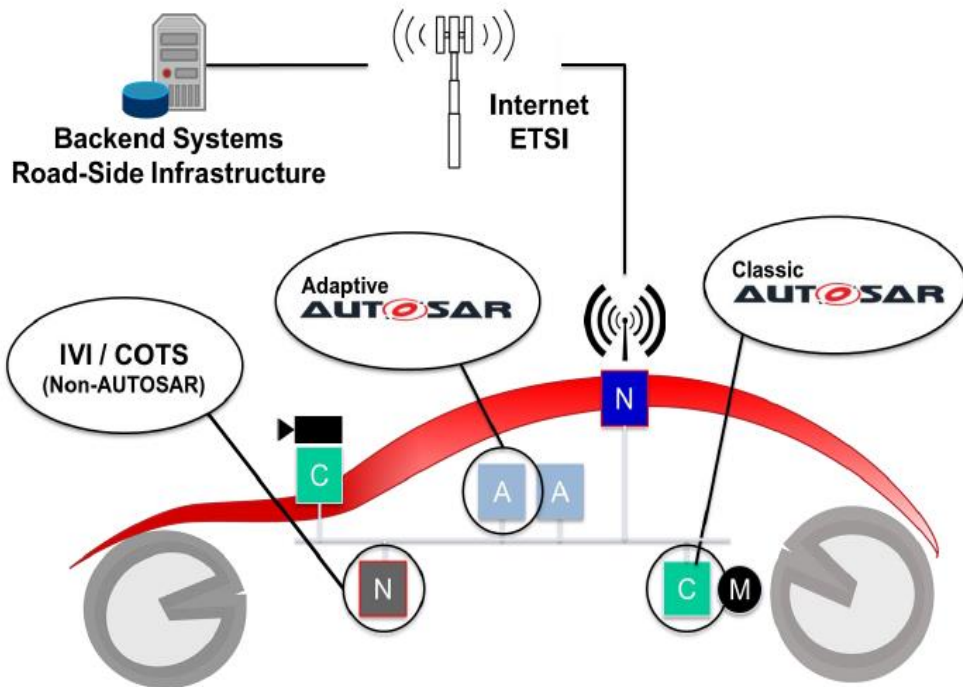 Backend Systems
Road-Side Infrastructure
Internet
ETSI
Adaptive
AUTOSAR
Classic
AUTOSAR
IVI / COTS
(Non-AUTOSAR)
N
C
A
A
N
C
M